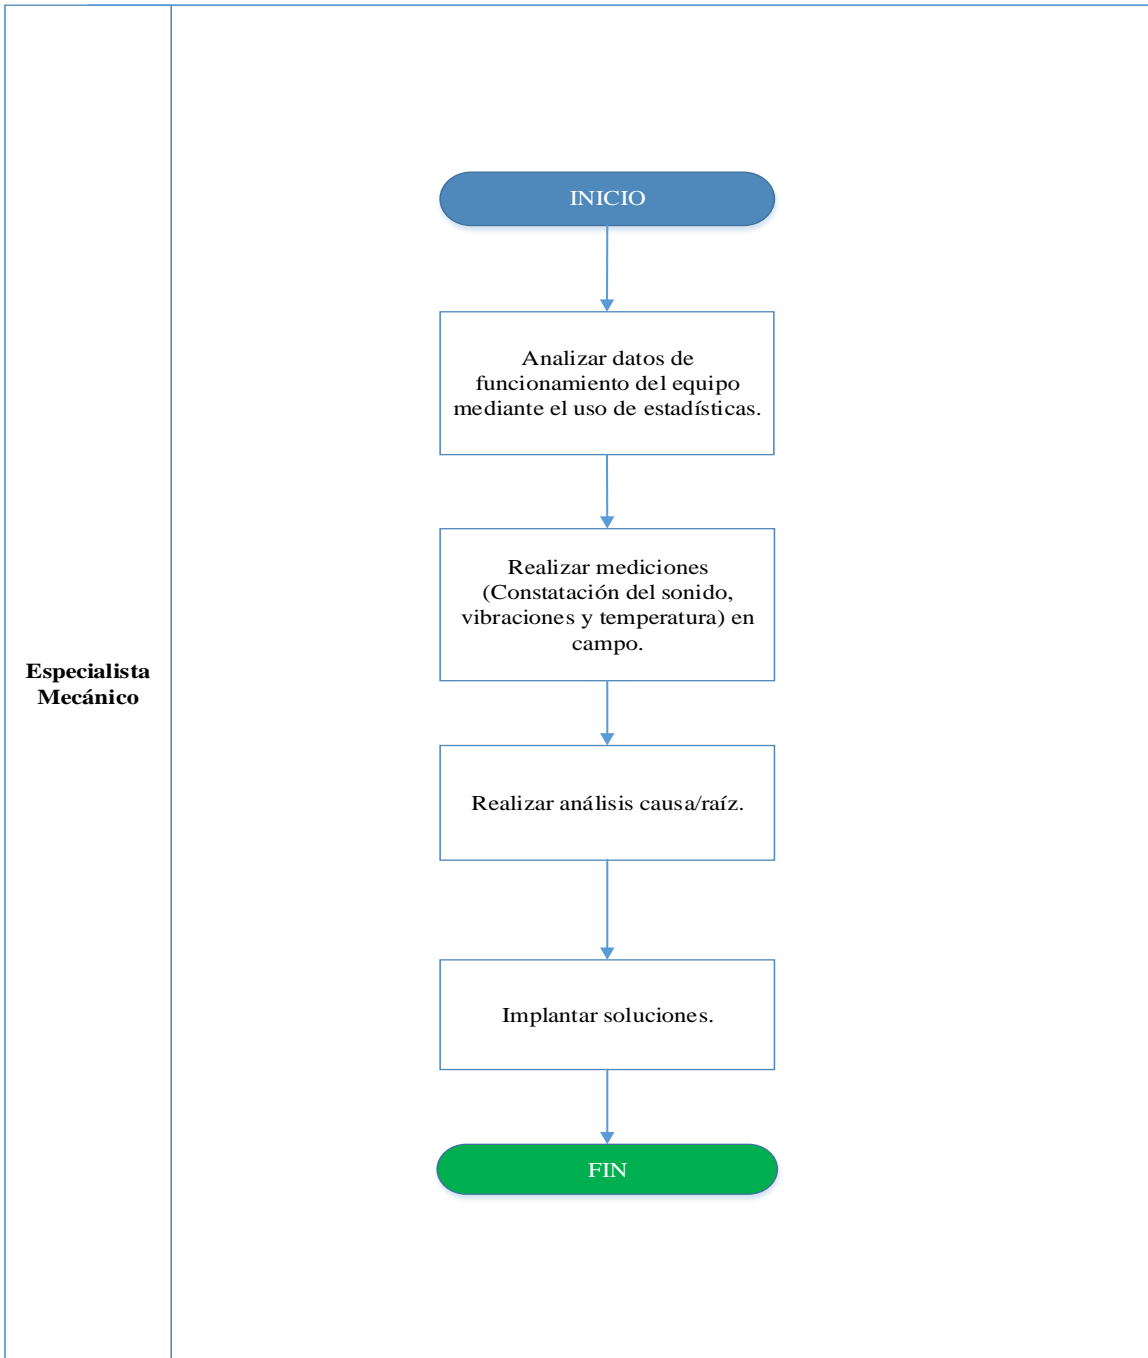 INICIO
Analizar datos de
funcionamiento del equipo
mediante el uso de estadísticas.
Realizar mediciones
(Constatación del sonido,
vibraciones y temperatura) en
campo.
Especialista
Mecánico
Realizar análisis causa/raíz.
Implantar soluciones.
FIN